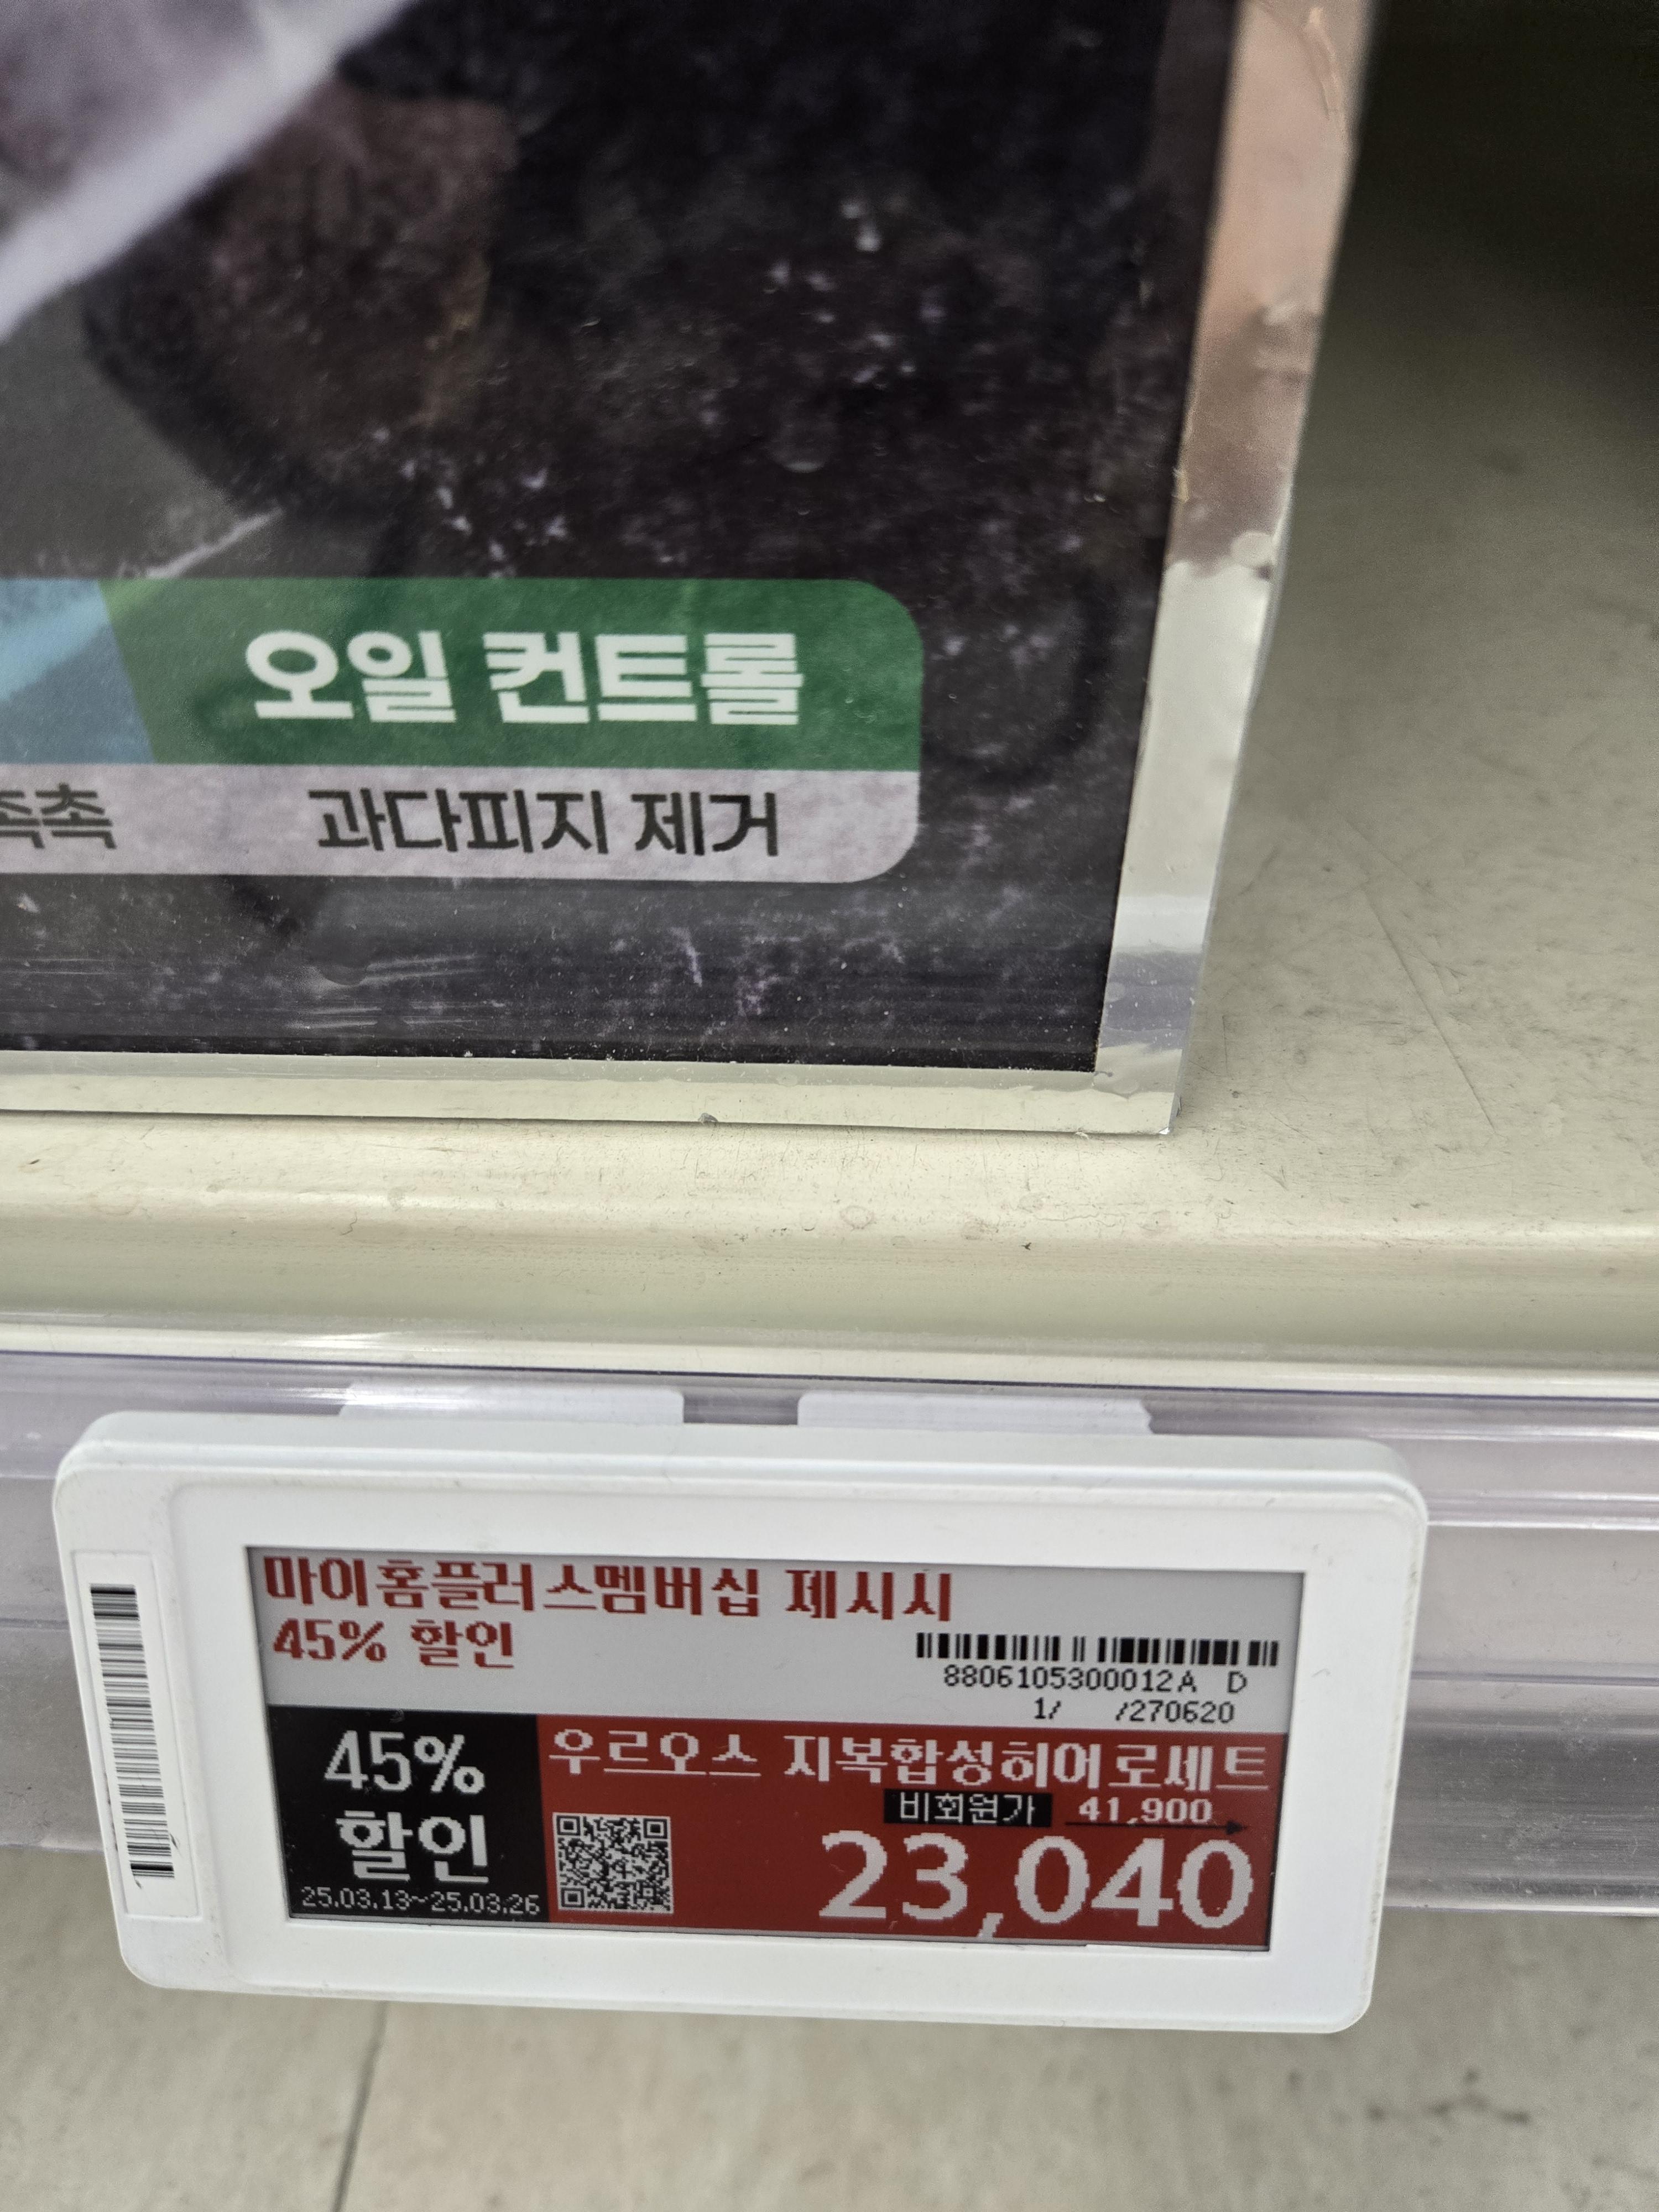 오일 컨트롤
촉촉 과다피지 제거
마이홈플러스멤버십 제시시
45% 할인
8806105300012A D
1/ /270620
45%
할인
25.03.13~25.03.26
우르오스 지복합성히어로세트
비회원가 41,900
23,040